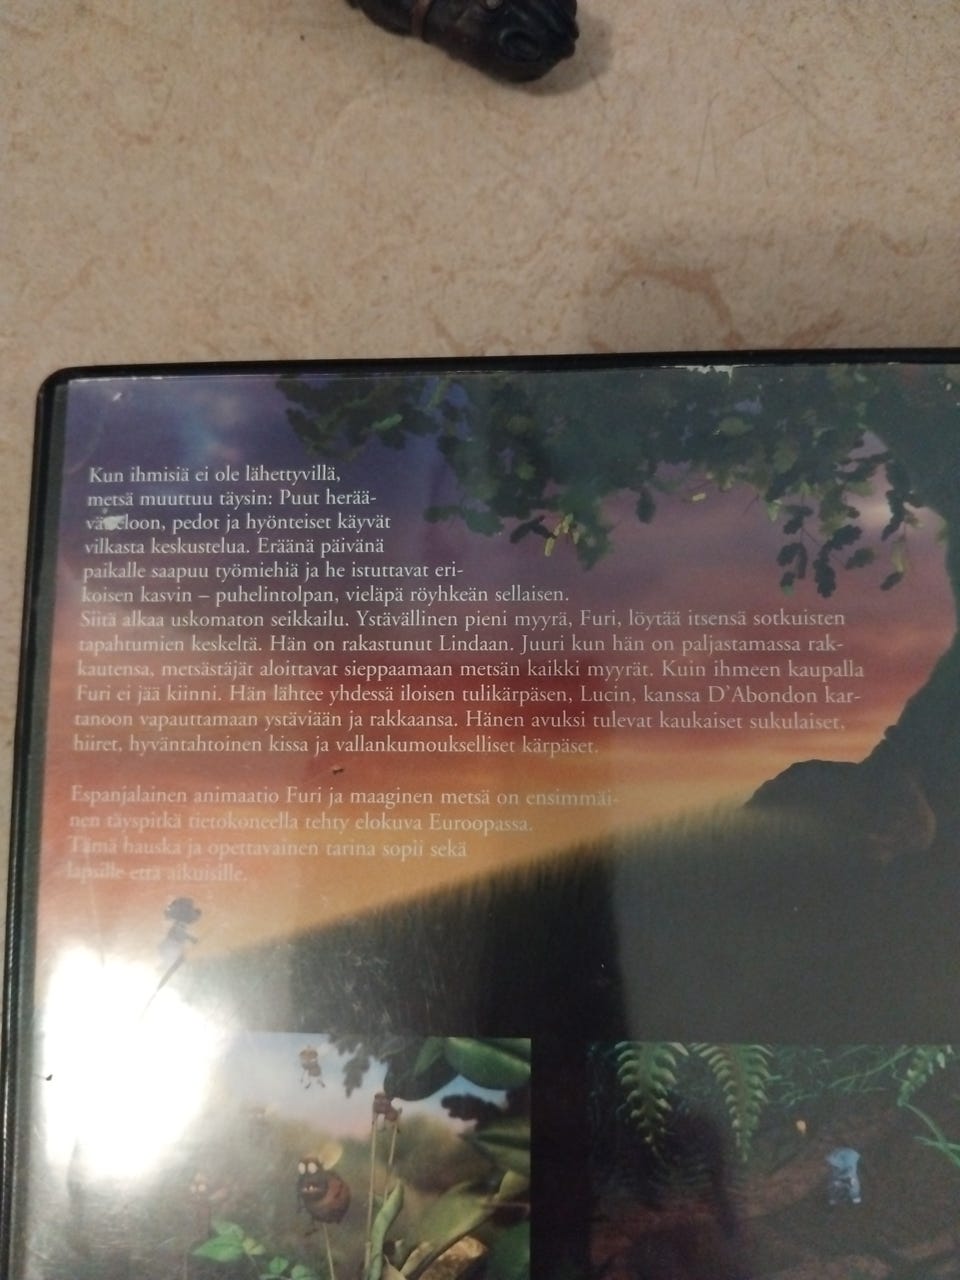 Kun ihmisiä ei ole lähettyvillä,
metsä muuttuu täysin: Puut herää-
vät eloon, pedot ja hyönteiset käyvät
vilkasta keskustelua. Eräänä päivänä
paikalle saapuu työmiehiä ja he istuttavat eri-
koisen kasvin – puhelintolpan, vieläpä röyhkeän sellaisen.
Siitä alkaa uskomaton seikkailu. Ystävällinen pieni myyrä, Furi, löytää itsensä sotkuisten
tapahtumien keskeltä. Hän on rakastunut Lindaan. Juuri kun hän on paljastamassa rak-
kautensa, metsästäjät aloittavat sieppaamaan metsän kaikki myyrät. Kuin ihmeen kaupalla
Furi ei jää kiinni. Hän lähtee yhdessä iloisen tulikärpäsen, Lucin, kanssa D'Abondon kar-
tanoon vapauttamaan ystäviään ja rakkaansa. Hänen avuksi tulevat kaukaiset sukulaiset,
hiiret, hyväntahtoinen kissa ja vallankumoukselliset kärpäset.
Espanjalainen animaatio Furi ja maaginen metsä on ensimmäi-
nen täyspitkä tietokoneella tehty elokuva Euroopassa.
Tämä hauska ja opettavainen tarina sopii sekä
lapsille että aikuisille.